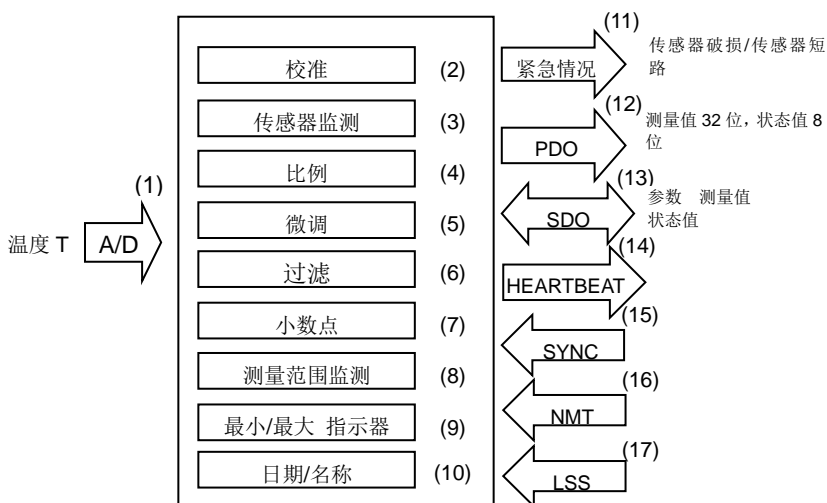 (1)
温度 T
A/D
校准 (2)
传感器监测 (3)
比例 (4)
微调 (5)
过滤 (6)
小数点 (7)
测量范围监测 (8)
最小/最大 指示器 (9)
日期/名称 (10)
(11)
紧急情况
传感器破损/传感器短
路
(12)
PDO
测量值 32 位，状态值 8
位
(13)
SDO
参数 测量值
状态值
(14)
HEARTBEAT
(15)
SYNC
(16)
NMT
(17)
LSS